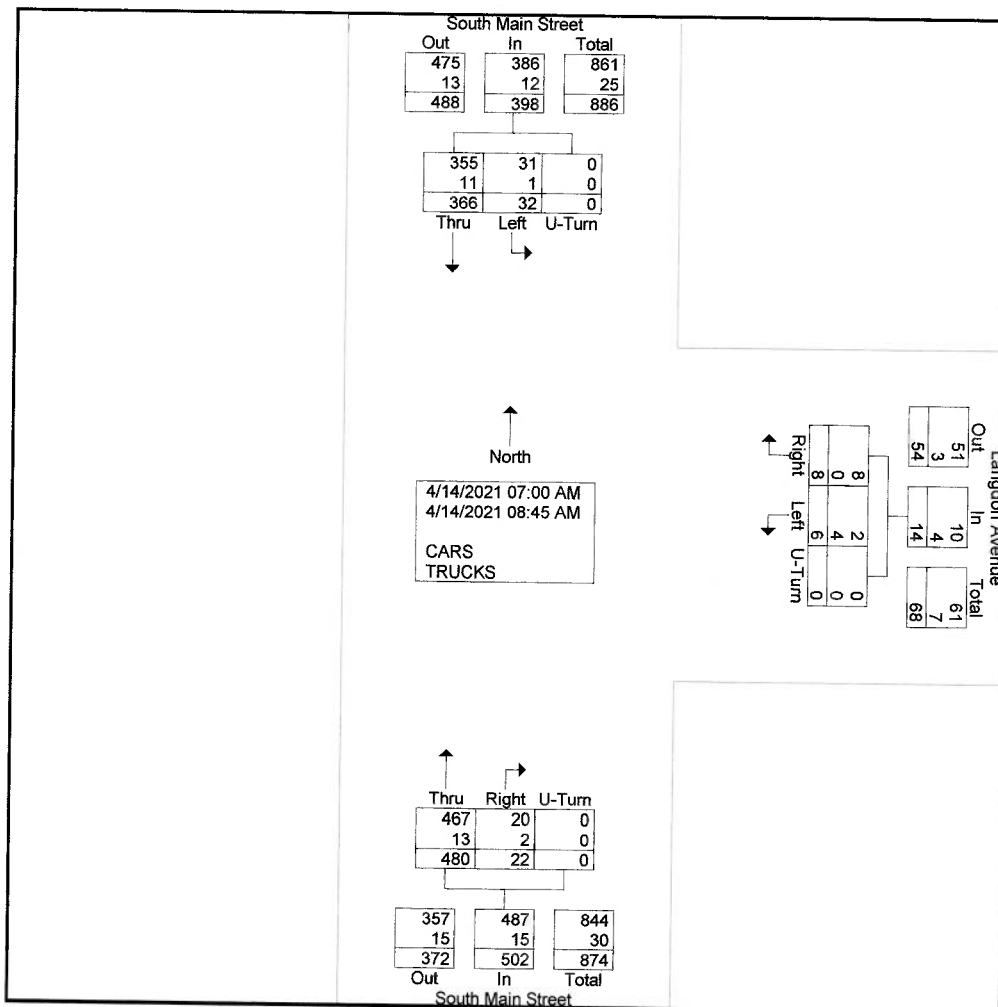 South Main Street
Out In Total
475 386 861
13 12 25
488 398 886
355 31 0
11 1 0
366 32 0
Thru Left U-Turn
North
4/14/2021 07:00 AM
4/14/2021 08:45 AM
CARS
TRUCKS
Langdon Avenue
Out In Total
51 10 61
3 4 7
54 14 68
8 2 0
0 4 0
8 6 0
Right Left U-Turn
Thru Right U-Turn
467 20 0
13 2 0
480 22 0
357 487 844
15 15 30
372 502 874
Out In Total
South Main Street